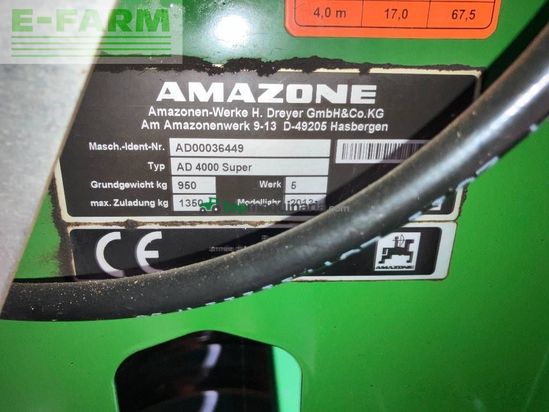 E-FARM
4,0 m 17,0 67,5
AMAZONE
Amazonen-Werke H. Dreyer GmbH&Co.KG
Am Amazonenwerk 9-13 D-49205 Hasbergen
Masch.-Ident-Nr. AD00036449
Typ AD 4000 Super
Grundgewicht kg 950 Werk 5
max. Zuladung kg 1350 Modelljahr 2013
CE
AMAZONE